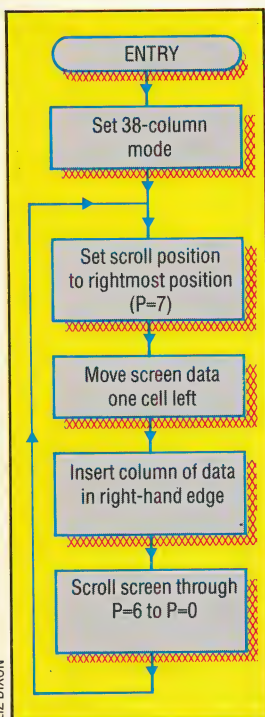 ENTRY
Set 38-column
mode
Set scroll position
to rightmost position
(P=7)
Move screen data
one cell left
Insert column of data
in right-hand edge
Scroll screen through
P=6 to P=0
LIZ DIXON